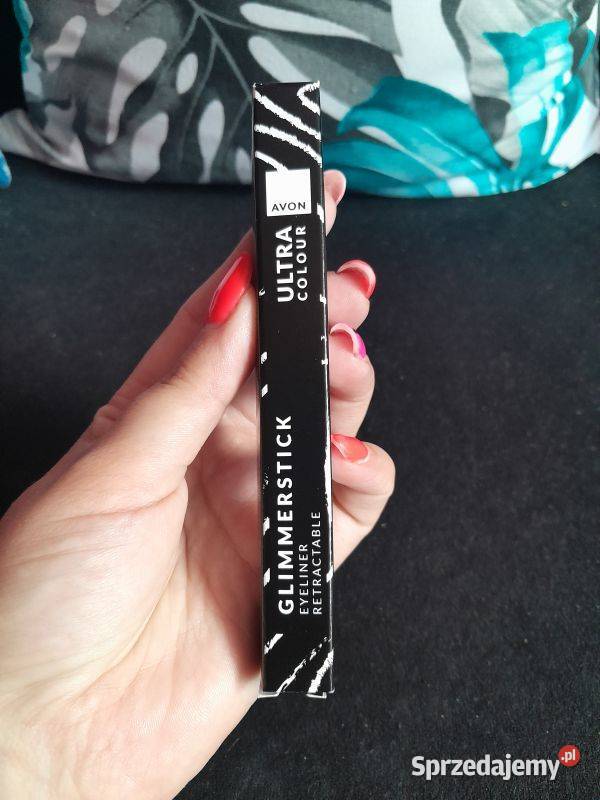 AVON
ULTRA
COLOUR
GLIMMERSTICK
EYELINER
RETRACTABLE
Sprzedajemy.pl